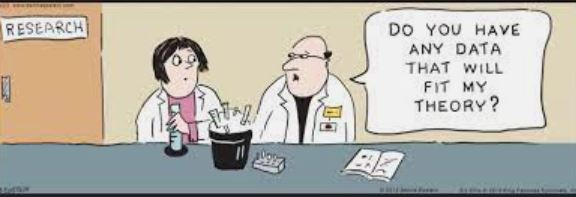 RESEARCH
DO YOU HAVE
ANY DATA
THAT WILL
FIT MY
THEORY?